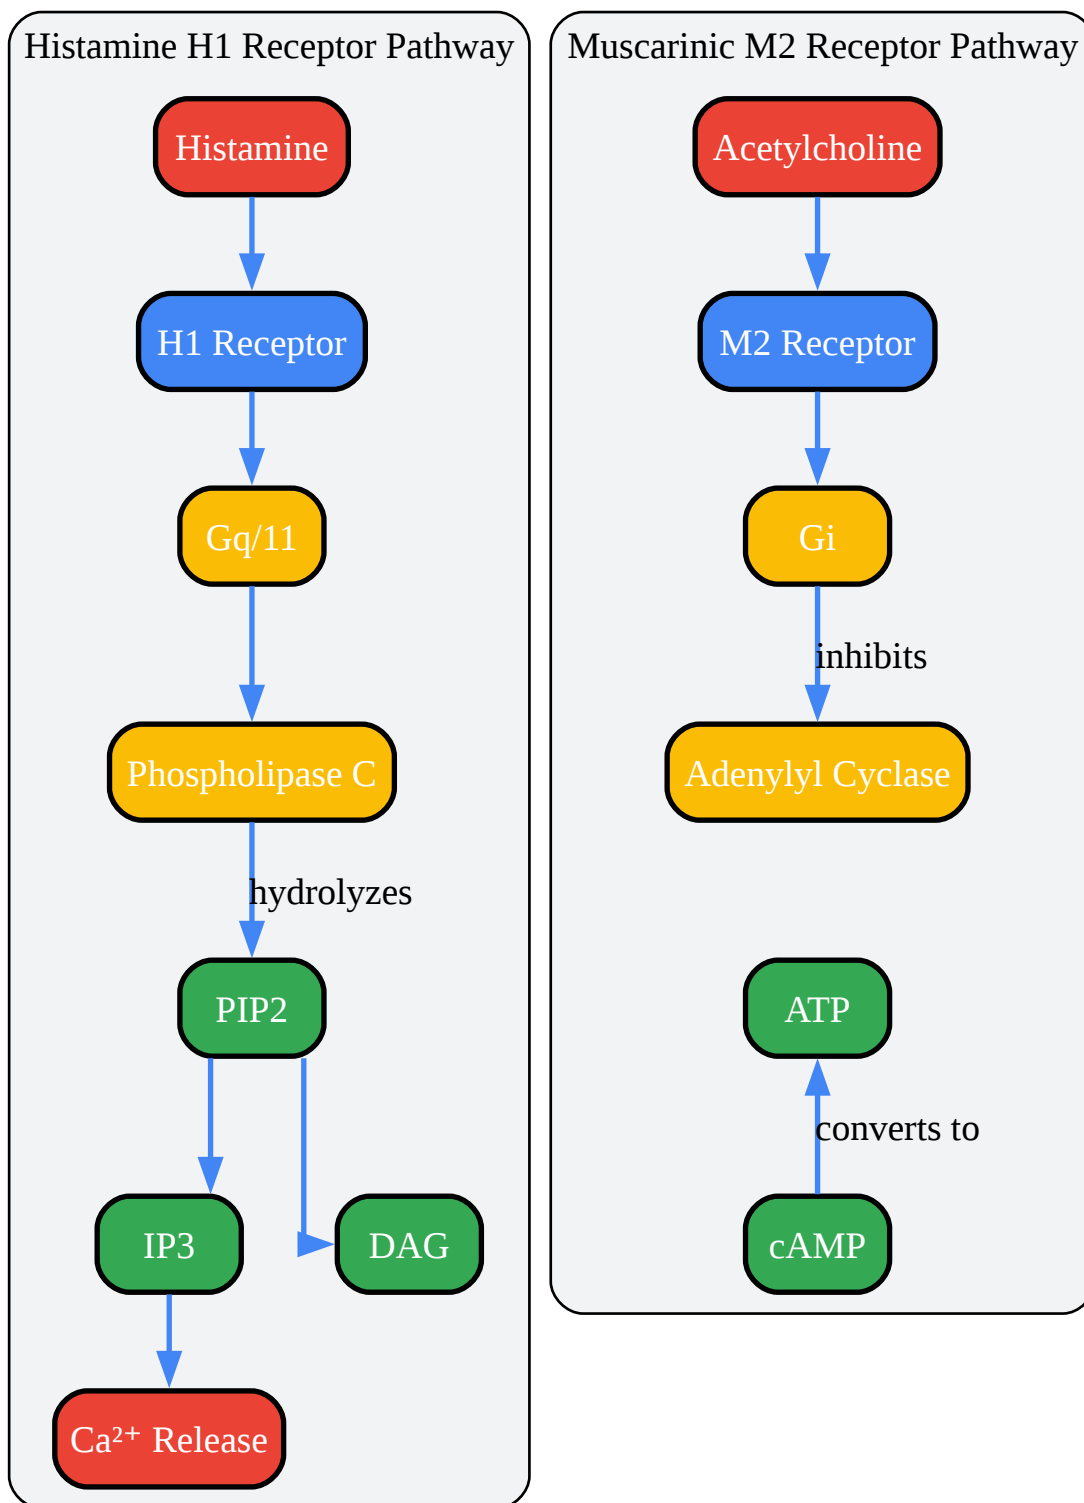 Histamine H1 Receptor Pathway
Histamine
H1 Receptor
Gq/11
Phospholipase C
hydrolyzes
PIP2
IP3
DAG
Ca²⁺ Release
Muscarinic M2 Receptor Pathway
Acetylcholine
M2 Receptor
Gi
inhibits
Adenylyl Cyclase
ATP
converts to
cAMP